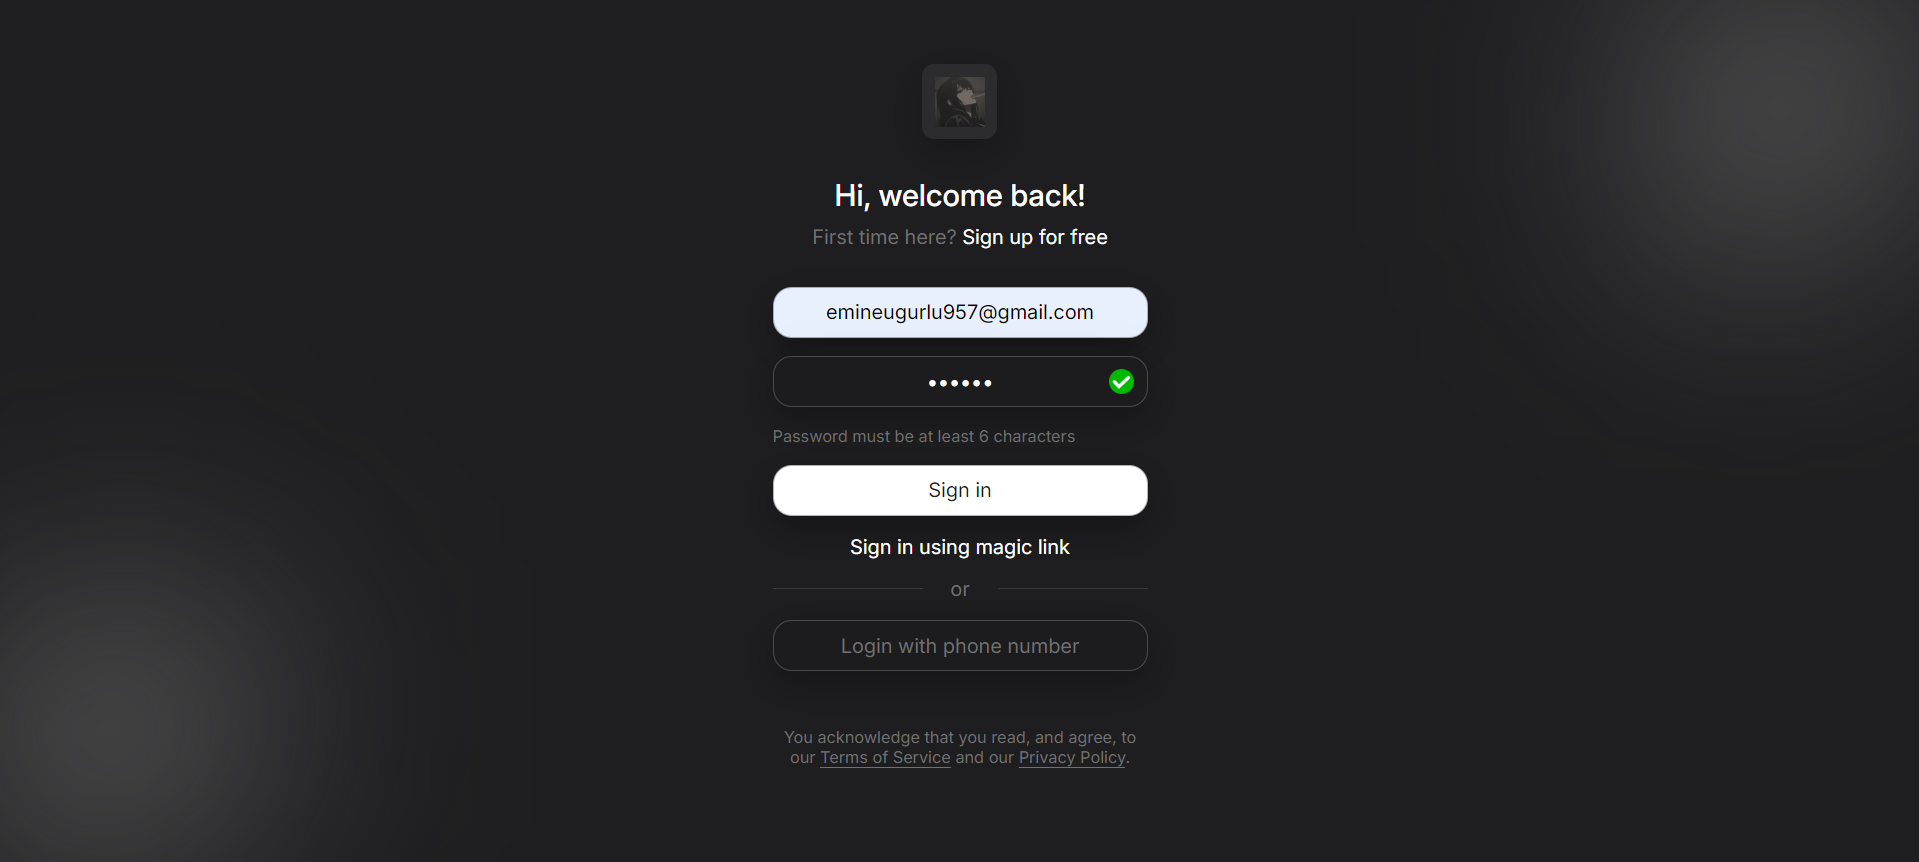 Hi, welcome back!
First time here? Sign up for free
emineugurlu957@gmail.com
••••••
Password must be at least 6 characters
Sign in
Sign in using magic link
or
Login with phone number
You acknowledge that you read, and agree, to
our Terms of Service and our Privacy Policy.